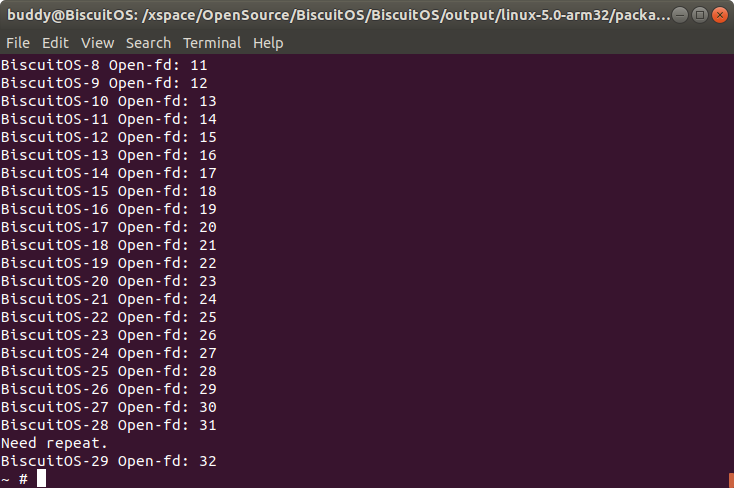 buddy@BiscuitOS: /xspace/OpenSource/BiscuitOS/BiscuitOS/output/linux-5.0-arm32/packa...
File Edit View Search Terminal Help
BiscuitOS-8 Open-fd: 11
BiscuitOS-9 Open-fd: 12
BiscuitOS-10 Open-fd: 13
BiscuitOS-11 Open-fd: 14
BiscuitOS-12 Open-fd: 15
BiscuitOS-13 Open-fd: 16
BiscuitOS-14 Open-fd: 17
BiscuitOS-15 Open-fd: 18
BiscuitOS-16 Open-fd: 19
BiscuitOS-17 Open-fd: 20
BiscuitOS-18 Open-fd: 21
BiscuitOS-19 Open-fd: 22
BiscuitOS-20 Open-fd: 23
BiscuitOS-21 Open-fd: 24
BiscuitOS-22 Open-fd: 25
BiscuitOS-23 Open-fd: 26
BiscuitOS-24 Open-fd: 27
BiscuitOS-25 Open-fd: 28
BiscuitOS-26 Open-fd: 29
BiscuitOS-27 Open-fd: 30
BiscuitOS-28 Open-fd: 31
Need repeat.
BiscuitOS-29 Open-fd: 32
~ #